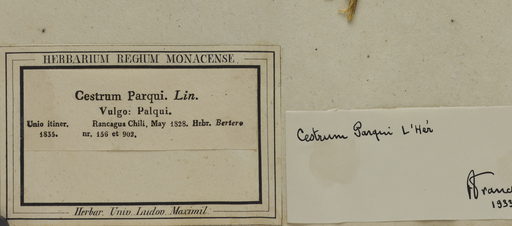 HERBARIUM REGIUM MONACENSE
Cestrum Parqui. Lin.
Vulgo: Palqui.
Unio itiner. Rancagua Chili, May 1828. Hrbr. Bertero
1835. nr. 156 et 902.
Herbar. Univ. Ludov. Maximil.
Cestrum Parqui L'Hér